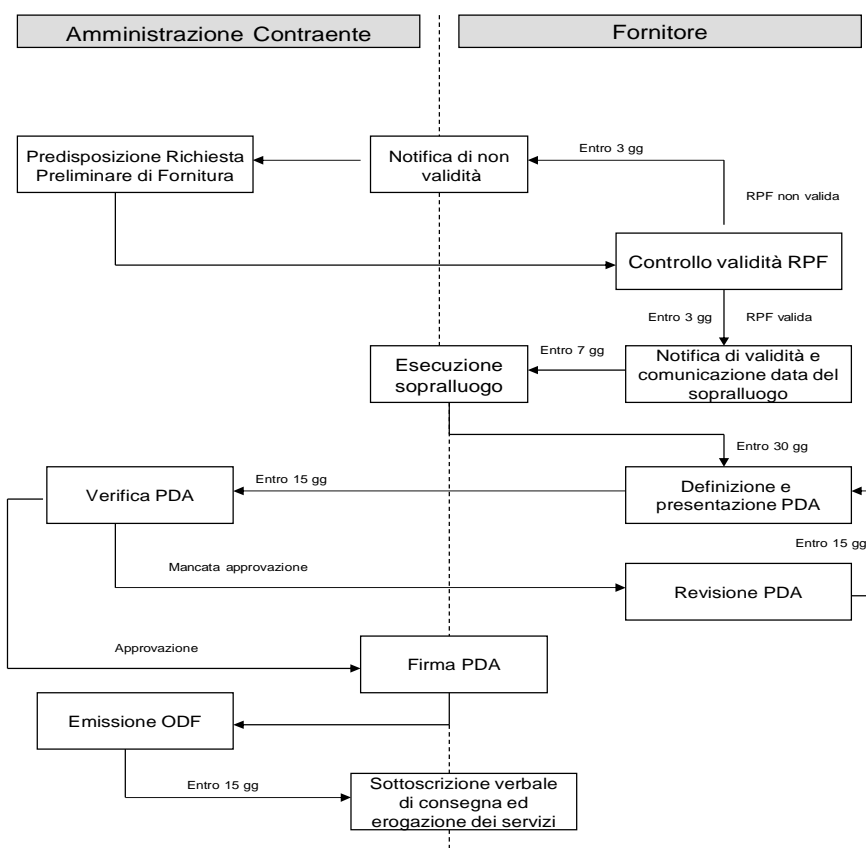 Amministrazione Contraente
Fornitore
Predisposizione Richiesta
Preliminare di Fornitura
Notifica di non
validità
Entro 3 gg
RPF non valida
Controllo validità RPF
Entro 3 gg
RPF valida
Esecuzione
sopralluogo
Entro 7 gg
Notifica di validità e
comunicazione data del
sopralluogo
Entro 30 gg
Verifica PDA
Entro 15 gg
Definizione e
presentazione PDA
Entro 15 gg
Mancata approvazione
Revisione PDA
Approvazione
Firma PDA
Emissione ODF
Entro 15 gg
Sottoscrizione verbale
di consegna ed
erogazione dei servizi